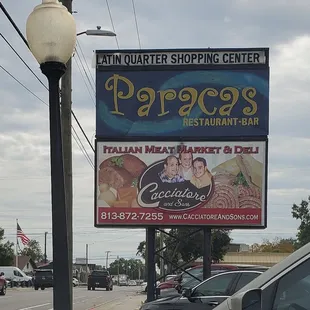 LATIN QUARTER SHOPPING CENTER
Paracas
RESTAURANT-BAR
ITALIAN MEAT MARKET & DELI
Cacciatore
and Sons
813-872-7255 WWW.CACCIATOREANDSONS.COM